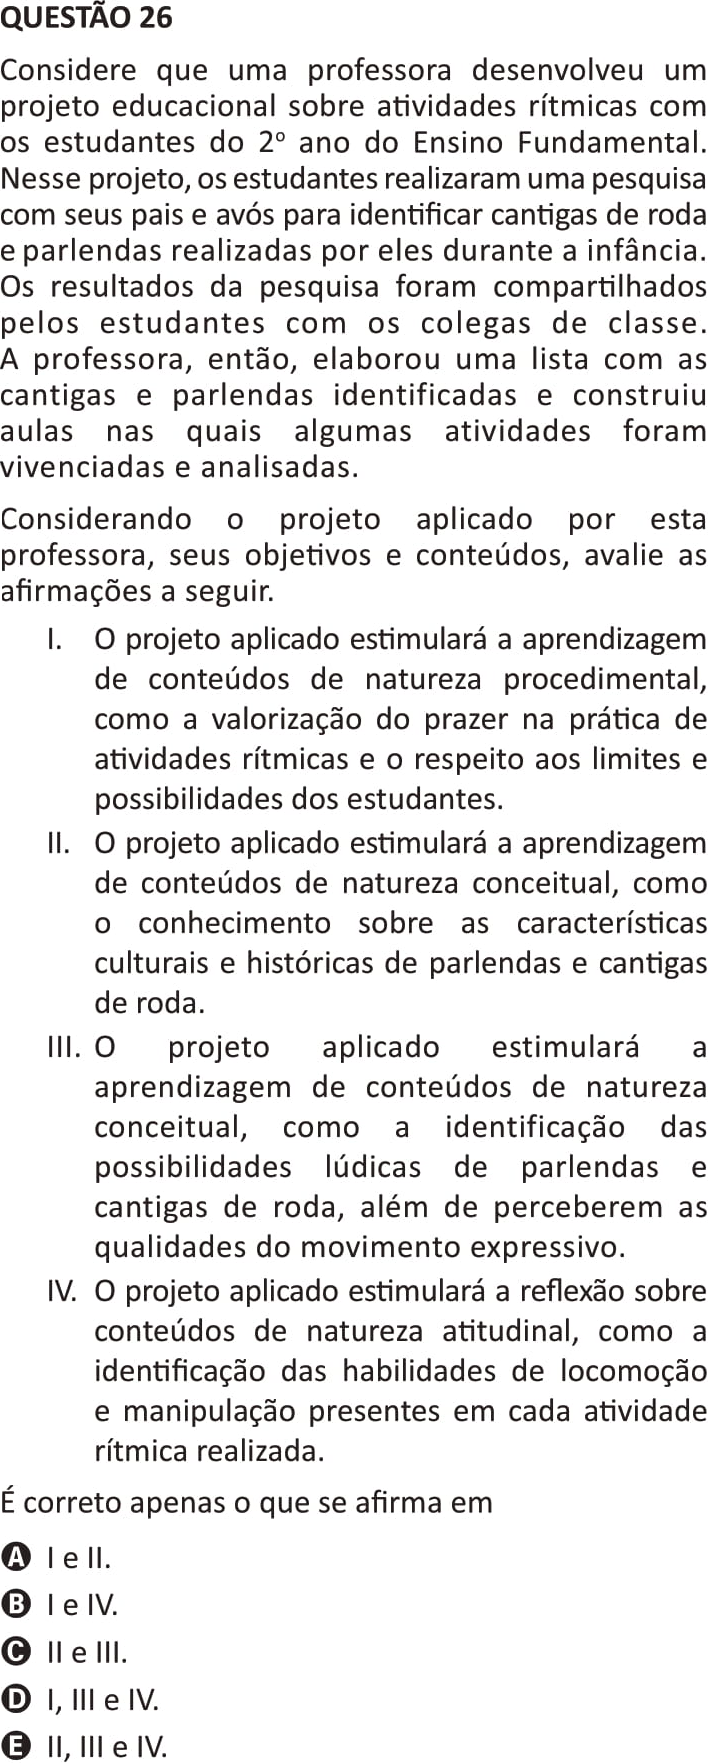 QUESTÃO 26
Considere que uma professora desenvolveu um
projeto educacional sobre atividades rítmicas com
os estudantes do 2º ano do Ensino Fundamental.
Nesse projeto, os estudantes realizaram uma pesquisa
com seus pais e avós para identificar cantigas de roda
e parlendas realizadas por eles durante a infância.
Os resultados da pesquisa foram compartilhados
pelos estudantes com os colegas de classe.
A professora, então, elaborou uma lista com as
cantigas e parlendas identificadas e construiu
aulas nas quais algumas atividades foram
vivenciadas e analisadas.
Considerando o projeto aplicado por esta
professora, seus objetivos e conteúdos, avalie as
afirmações a seguir.
I. O projeto aplicado estimulará a aprendizagem
de conteúdos de natureza procedimental,
como a valorização do prazer na prática de
atividades rítmicas e o respeito aos limites e
possibilidades dos estudantes.
II. O projeto aplicado estimulará a aprendizagem
de conteúdos de natureza conceitual, como
o conhecimento sobre as características
culturais e históricas de parlendas e cantigas
de roda.
III. O projeto aplicado estimulará a
aprendizagem de conteúdos de natureza
conceitual, como a identificação das
possibilidades lúdicas de parlendas e
cantigas de roda, além de perceberem as
qualidades do movimento expressivo.
IV. O projeto aplicado estimulará a reflexão sobre
conteúdos de natureza atitudinal, como a
identificação das habilidades de locomoção
e manipulação presentes em cada atividade
rítmica realizada.
É correto apenas o que se afirma em
A I e II.
B I e IV.
C II e III.
D I, III e IV.
E II, III e IV.